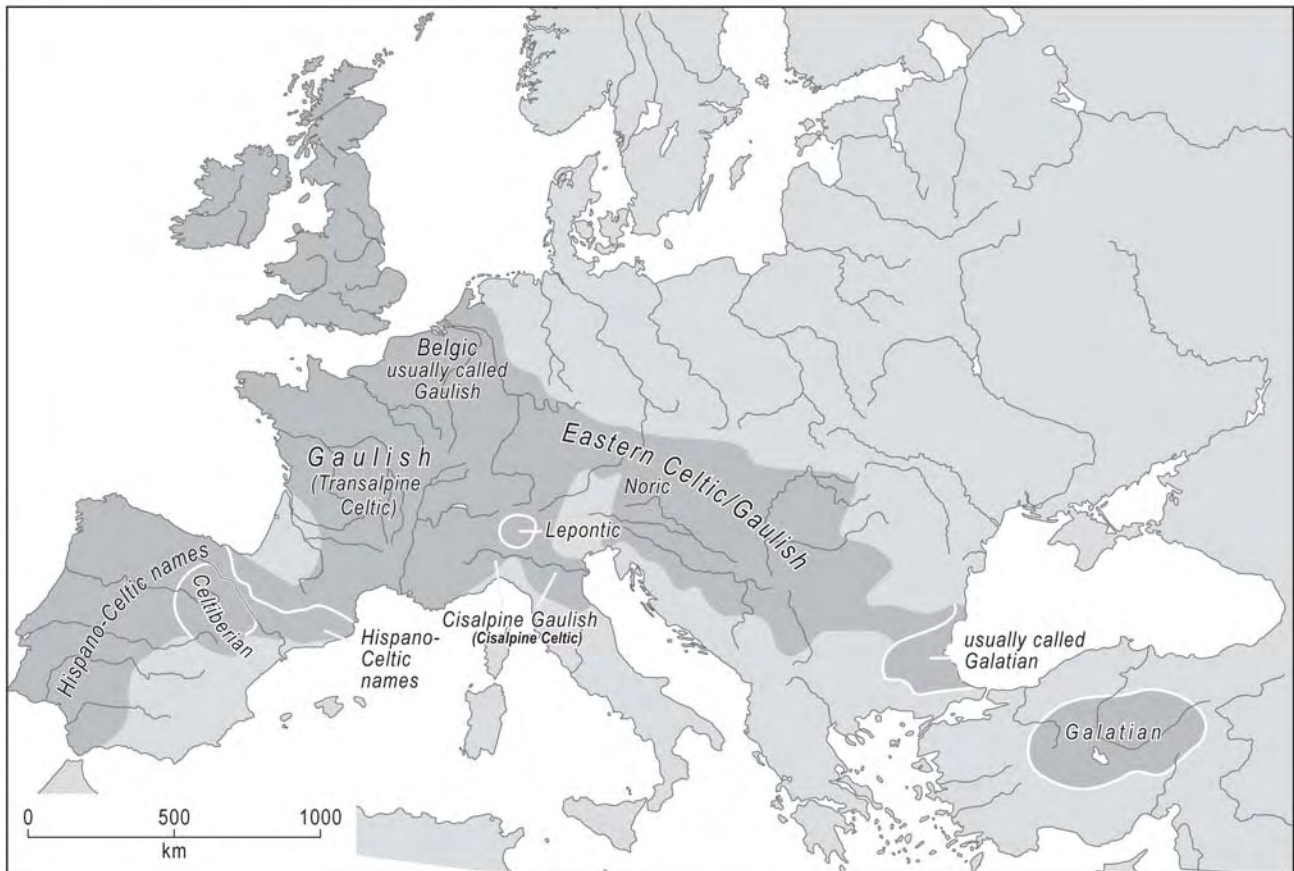 Belgic
usually called
Gaulish
Gaulish
(Transalpine
Celtic)
Eastern Celtic/Gaulish
Noric
Lepontic
Hispano-Celtic names
Celtiberian
Cisalpine Gaulish
(Cisalpine Celtic)
Hispano-
Celtic
names
usually called
Galatian
Galatian
0 500 1000
km